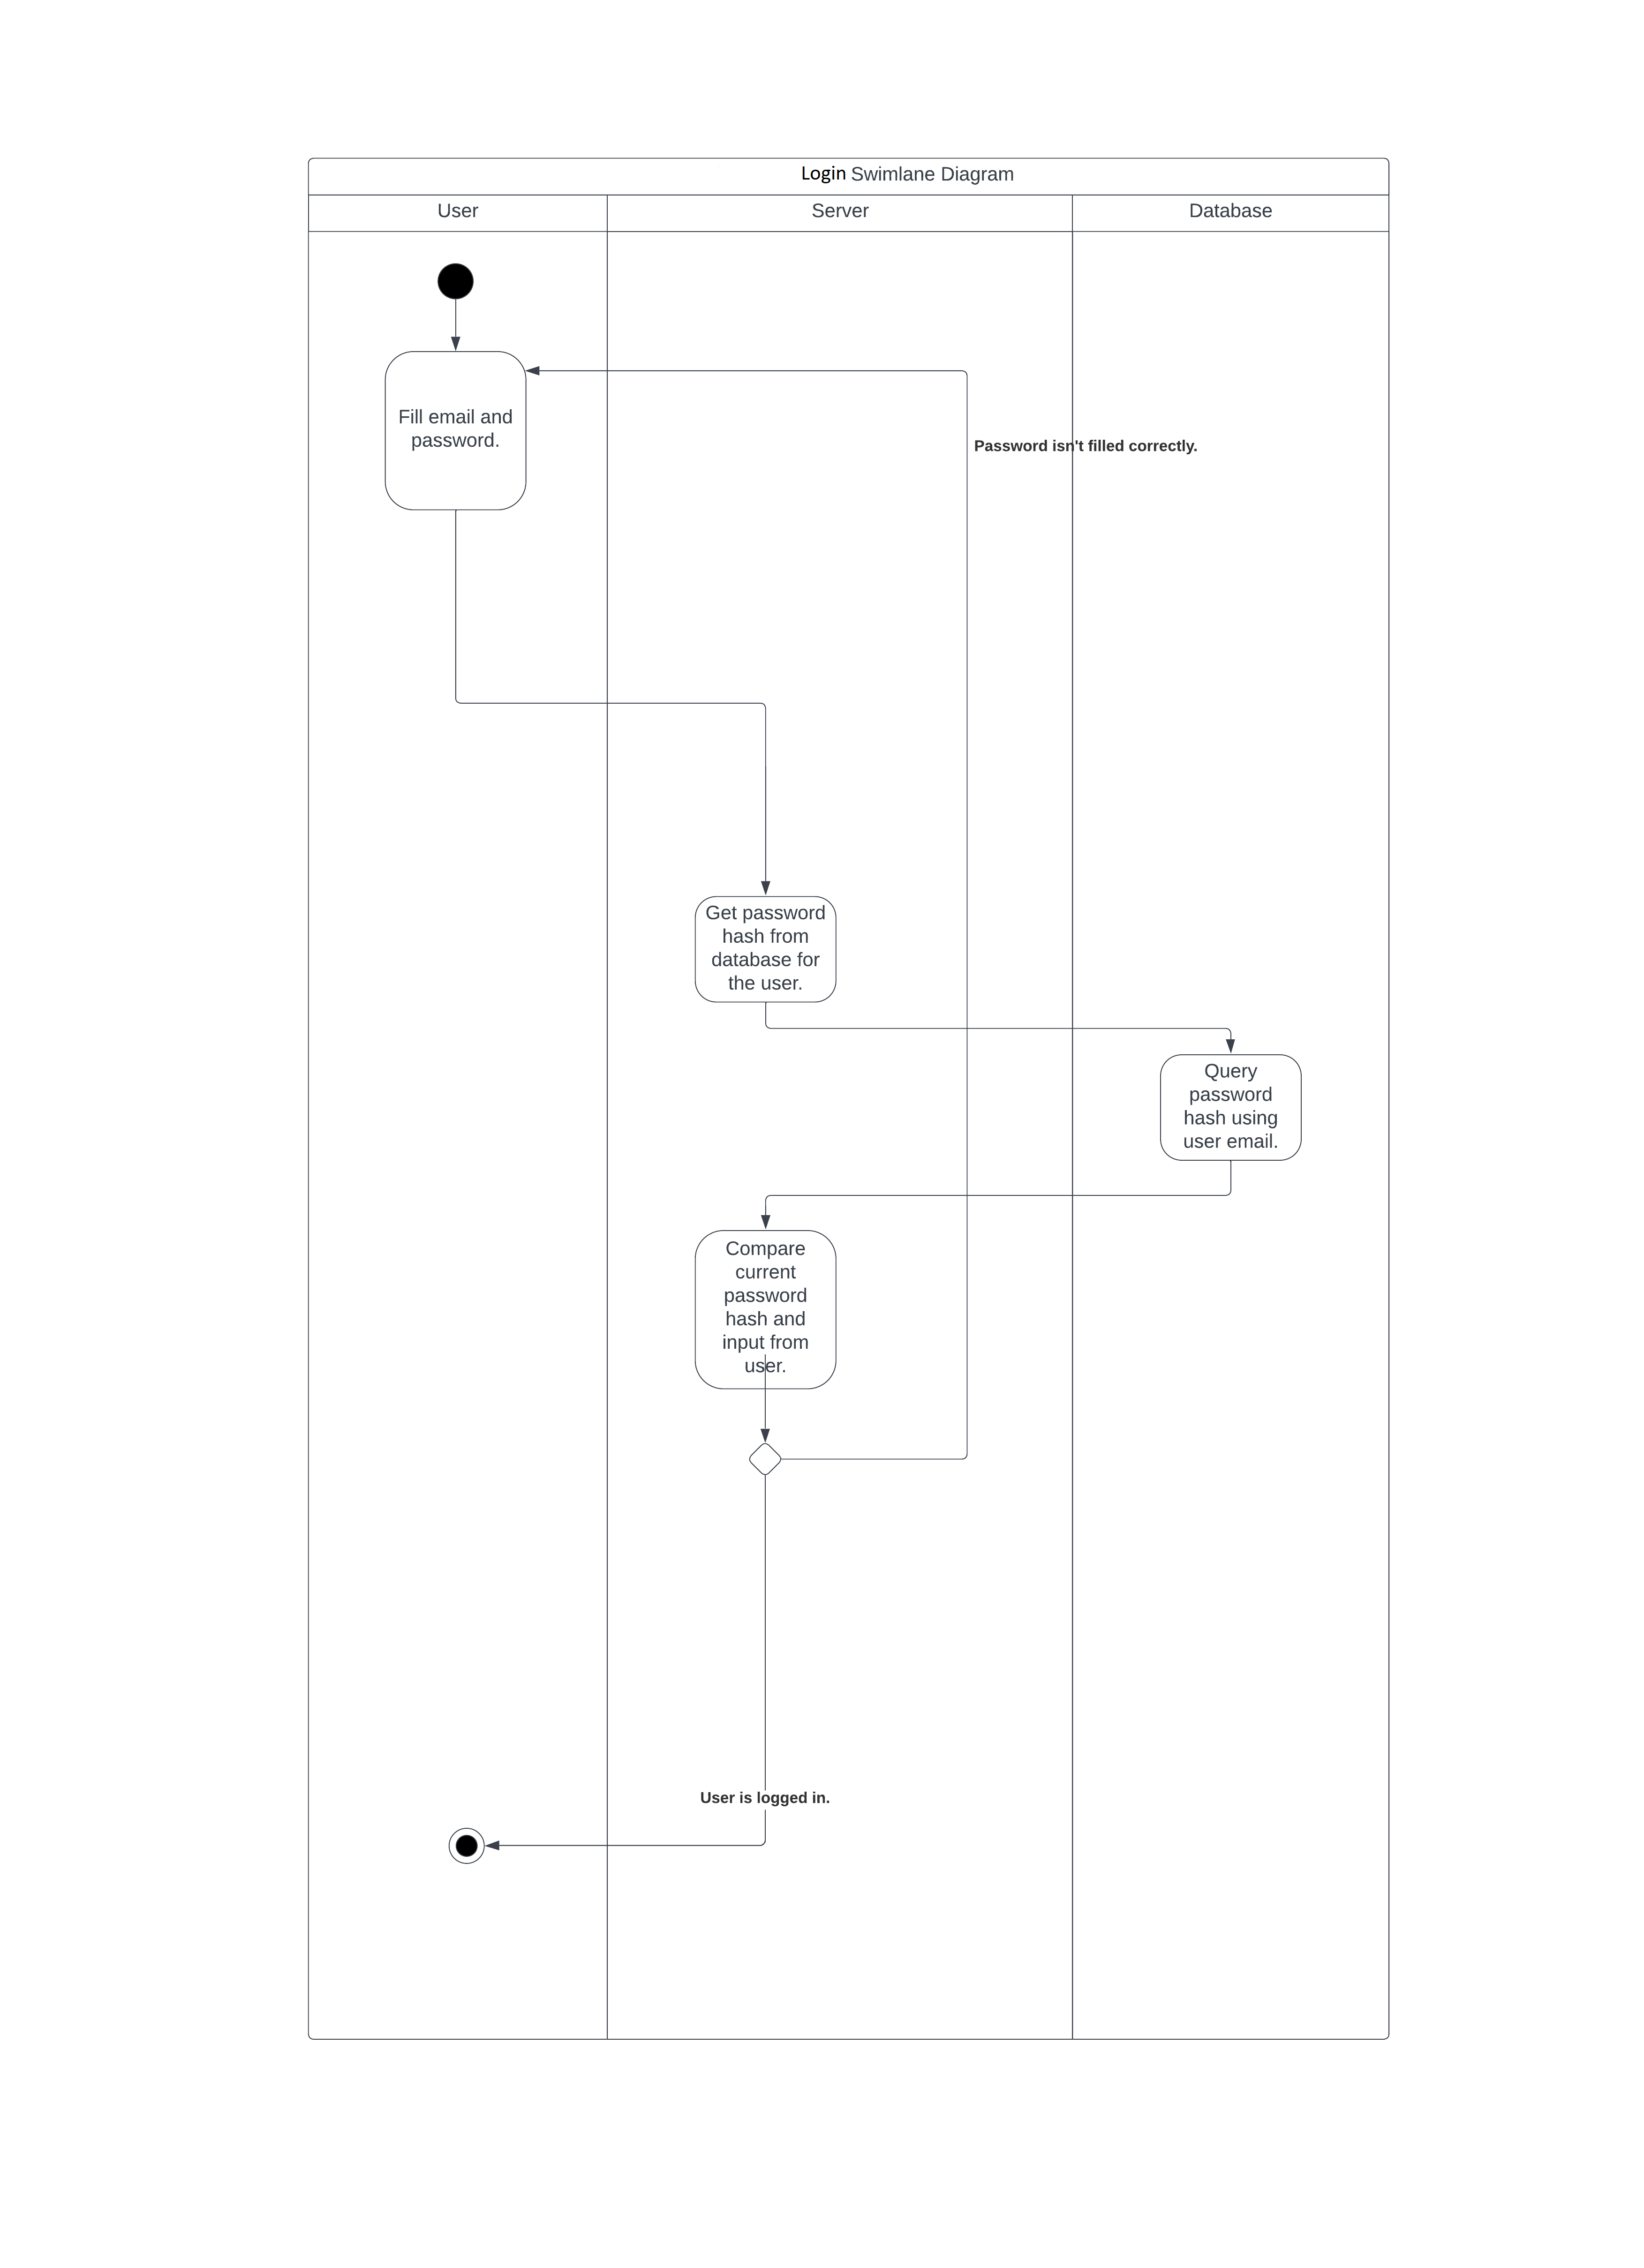 Login Swimlane Diagram
User
Server
Database
Fill email and
password.
Password isn't filled correctly.
Get password
hash from
database for
the user.
Query
password
hash using
user email.
Compare
current
password
hash and
input from
user.
User is logged in.